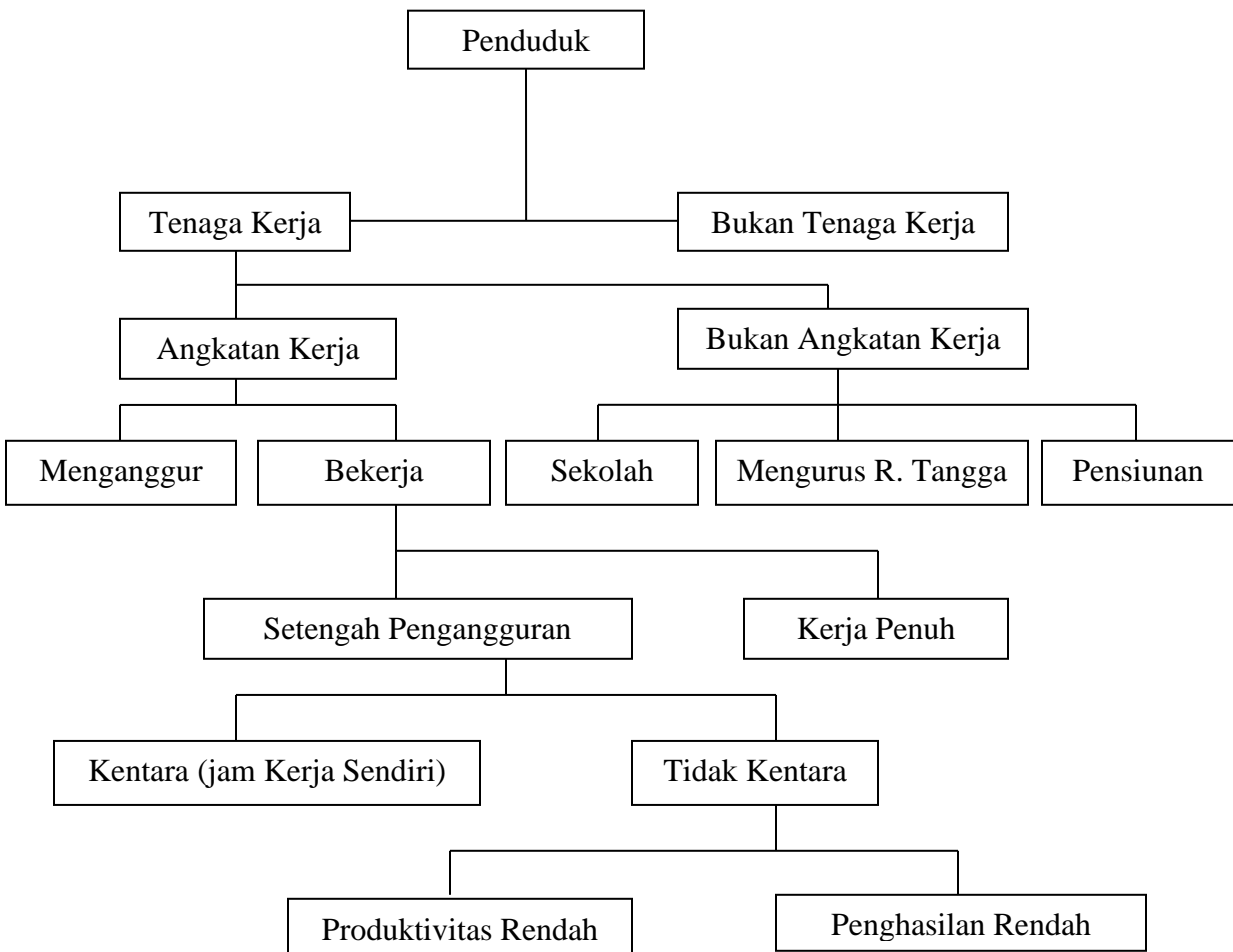 Penduduk
Tenaga Kerja
Bukan Tenaga Kerja
Angkatan Kerja
Bukan Angkatan Kerja
Menganggur
Bekerja
Sekolah
Mengurus R. Tangga
Pensiunan
Setengah Pengangguran
Kerja Penuh
Kentara (jam Kerja Sendiri)
Tidak Kentara
Produktivitas Rendah
Penghasilan Rendah